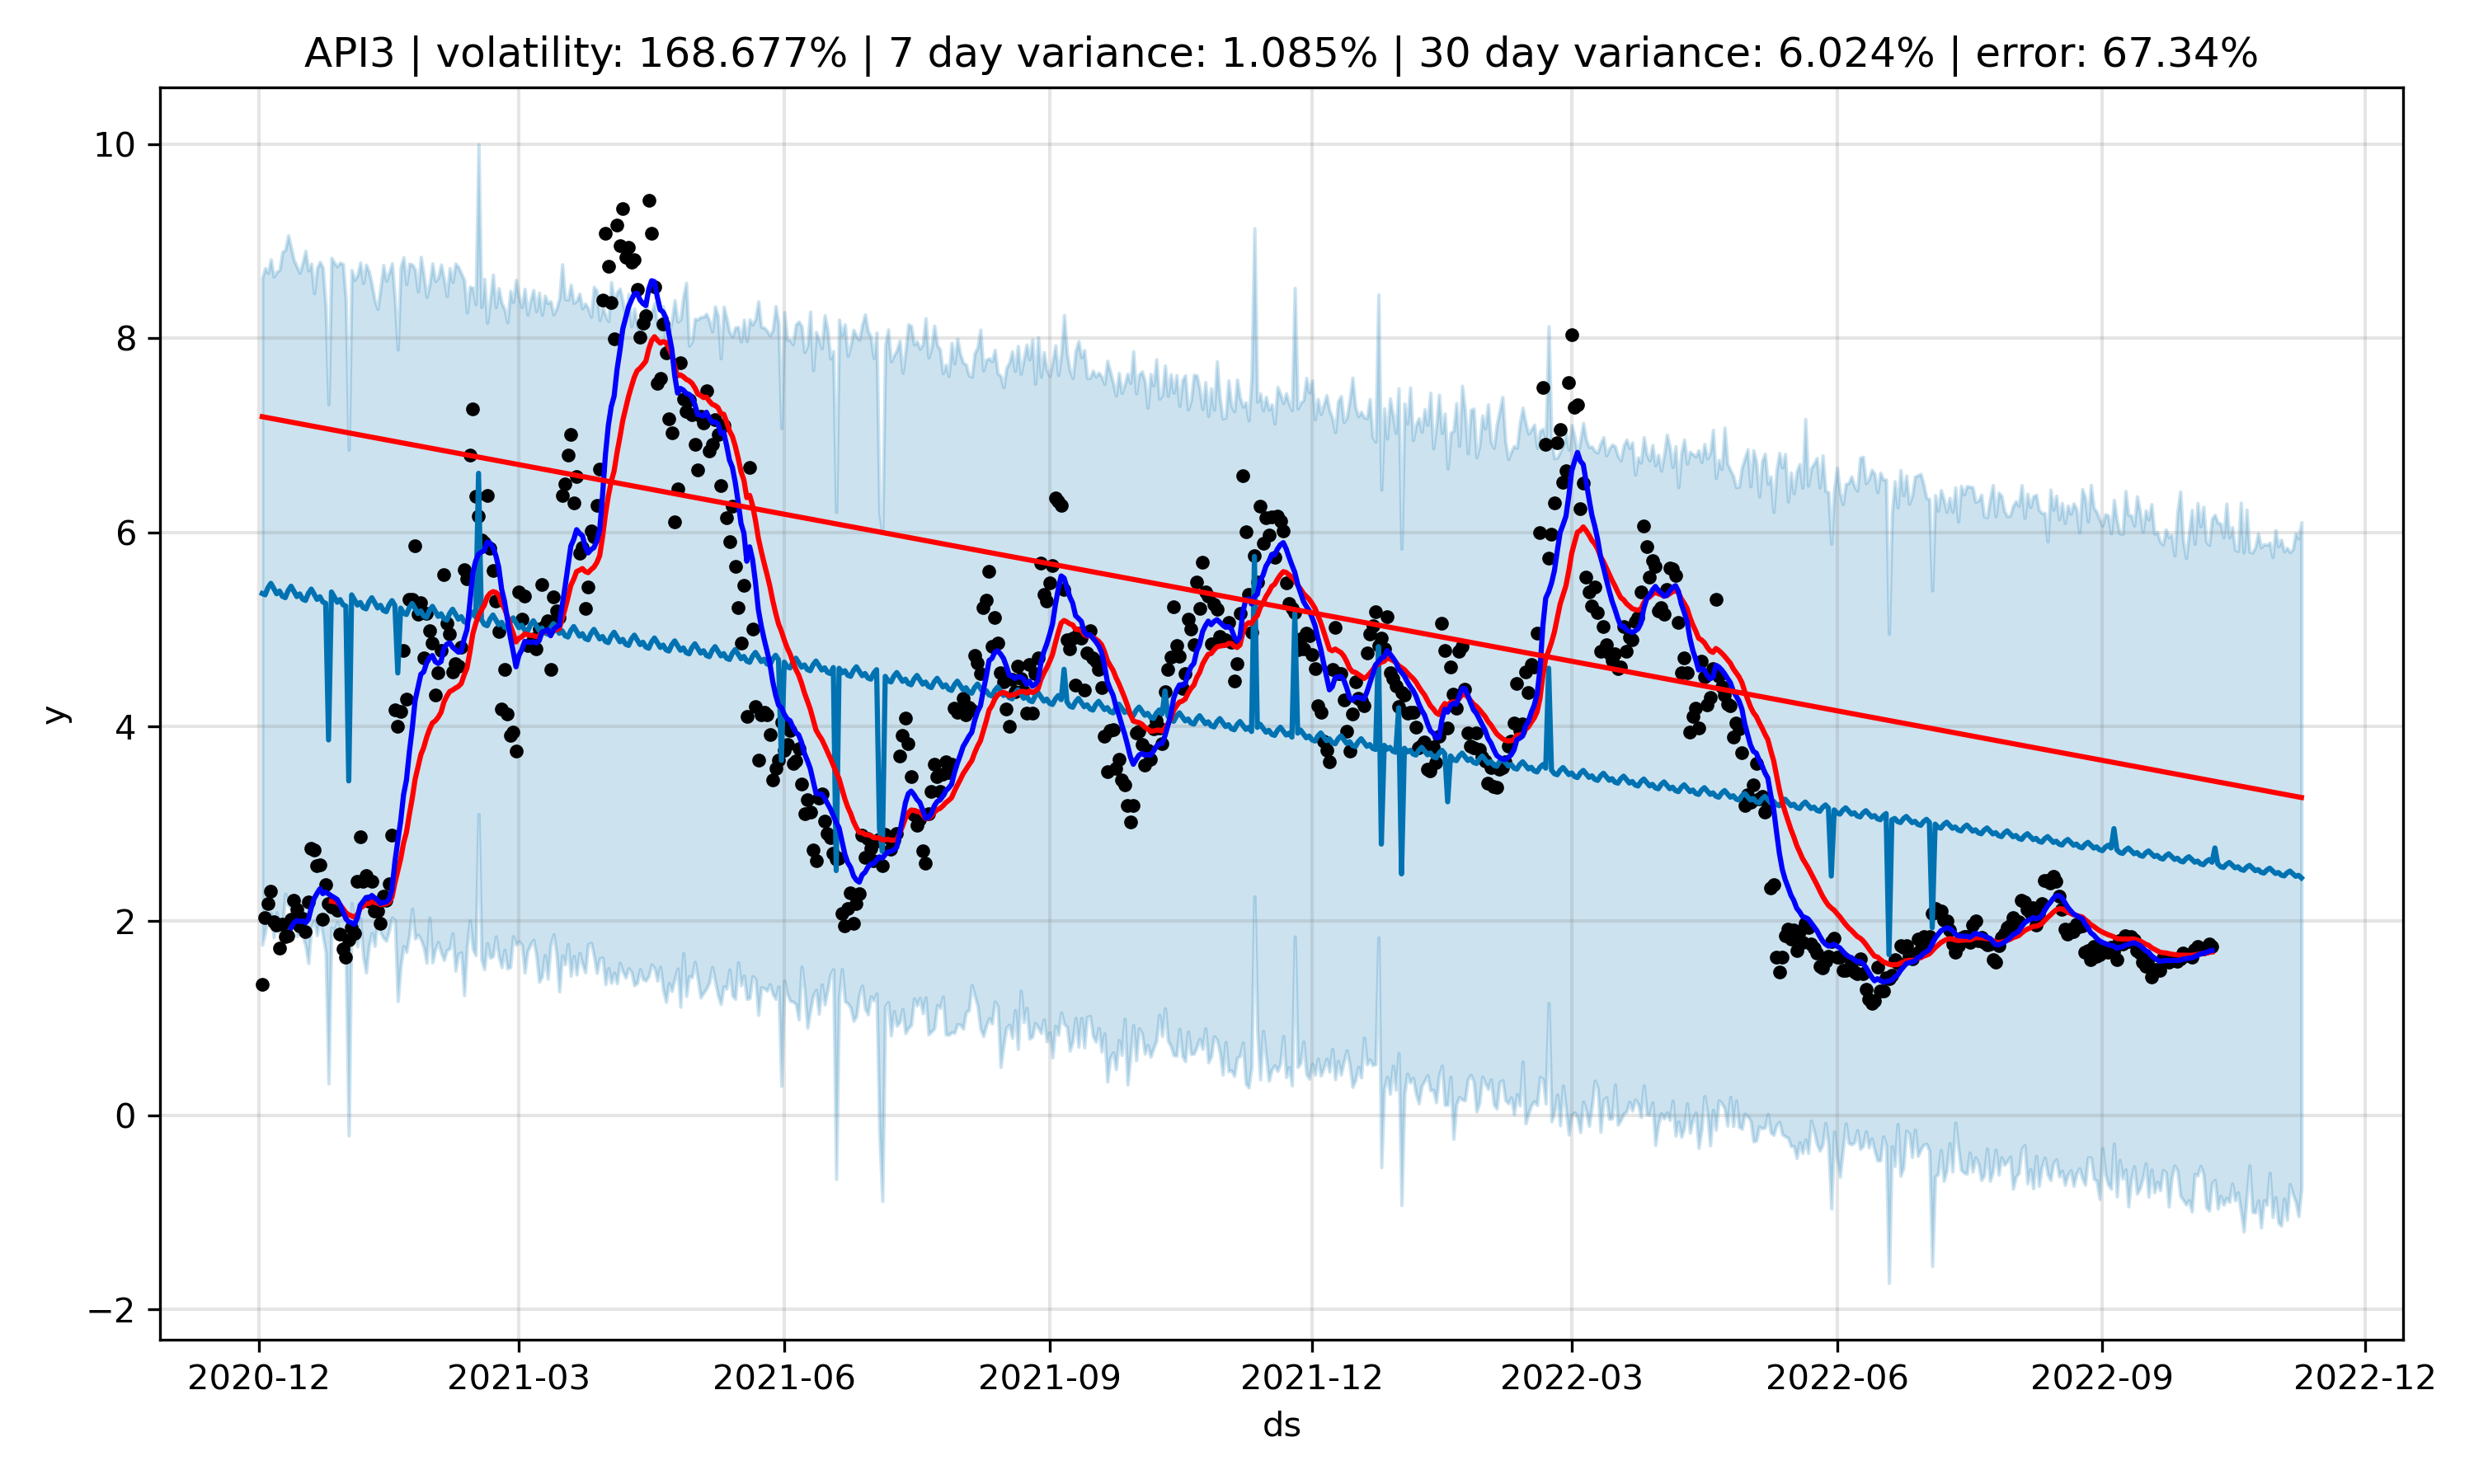 API3 | volatility: 168.677% | 7 day variance: 1.085% | 30 day variance: 6.024% | error: 67.34%
10
8
6
4
2
0
−2
y
2020-12 2021-03 2021-06 2021-09 2021-12 2022-03 2022-06 2022-09 2022-12
ds